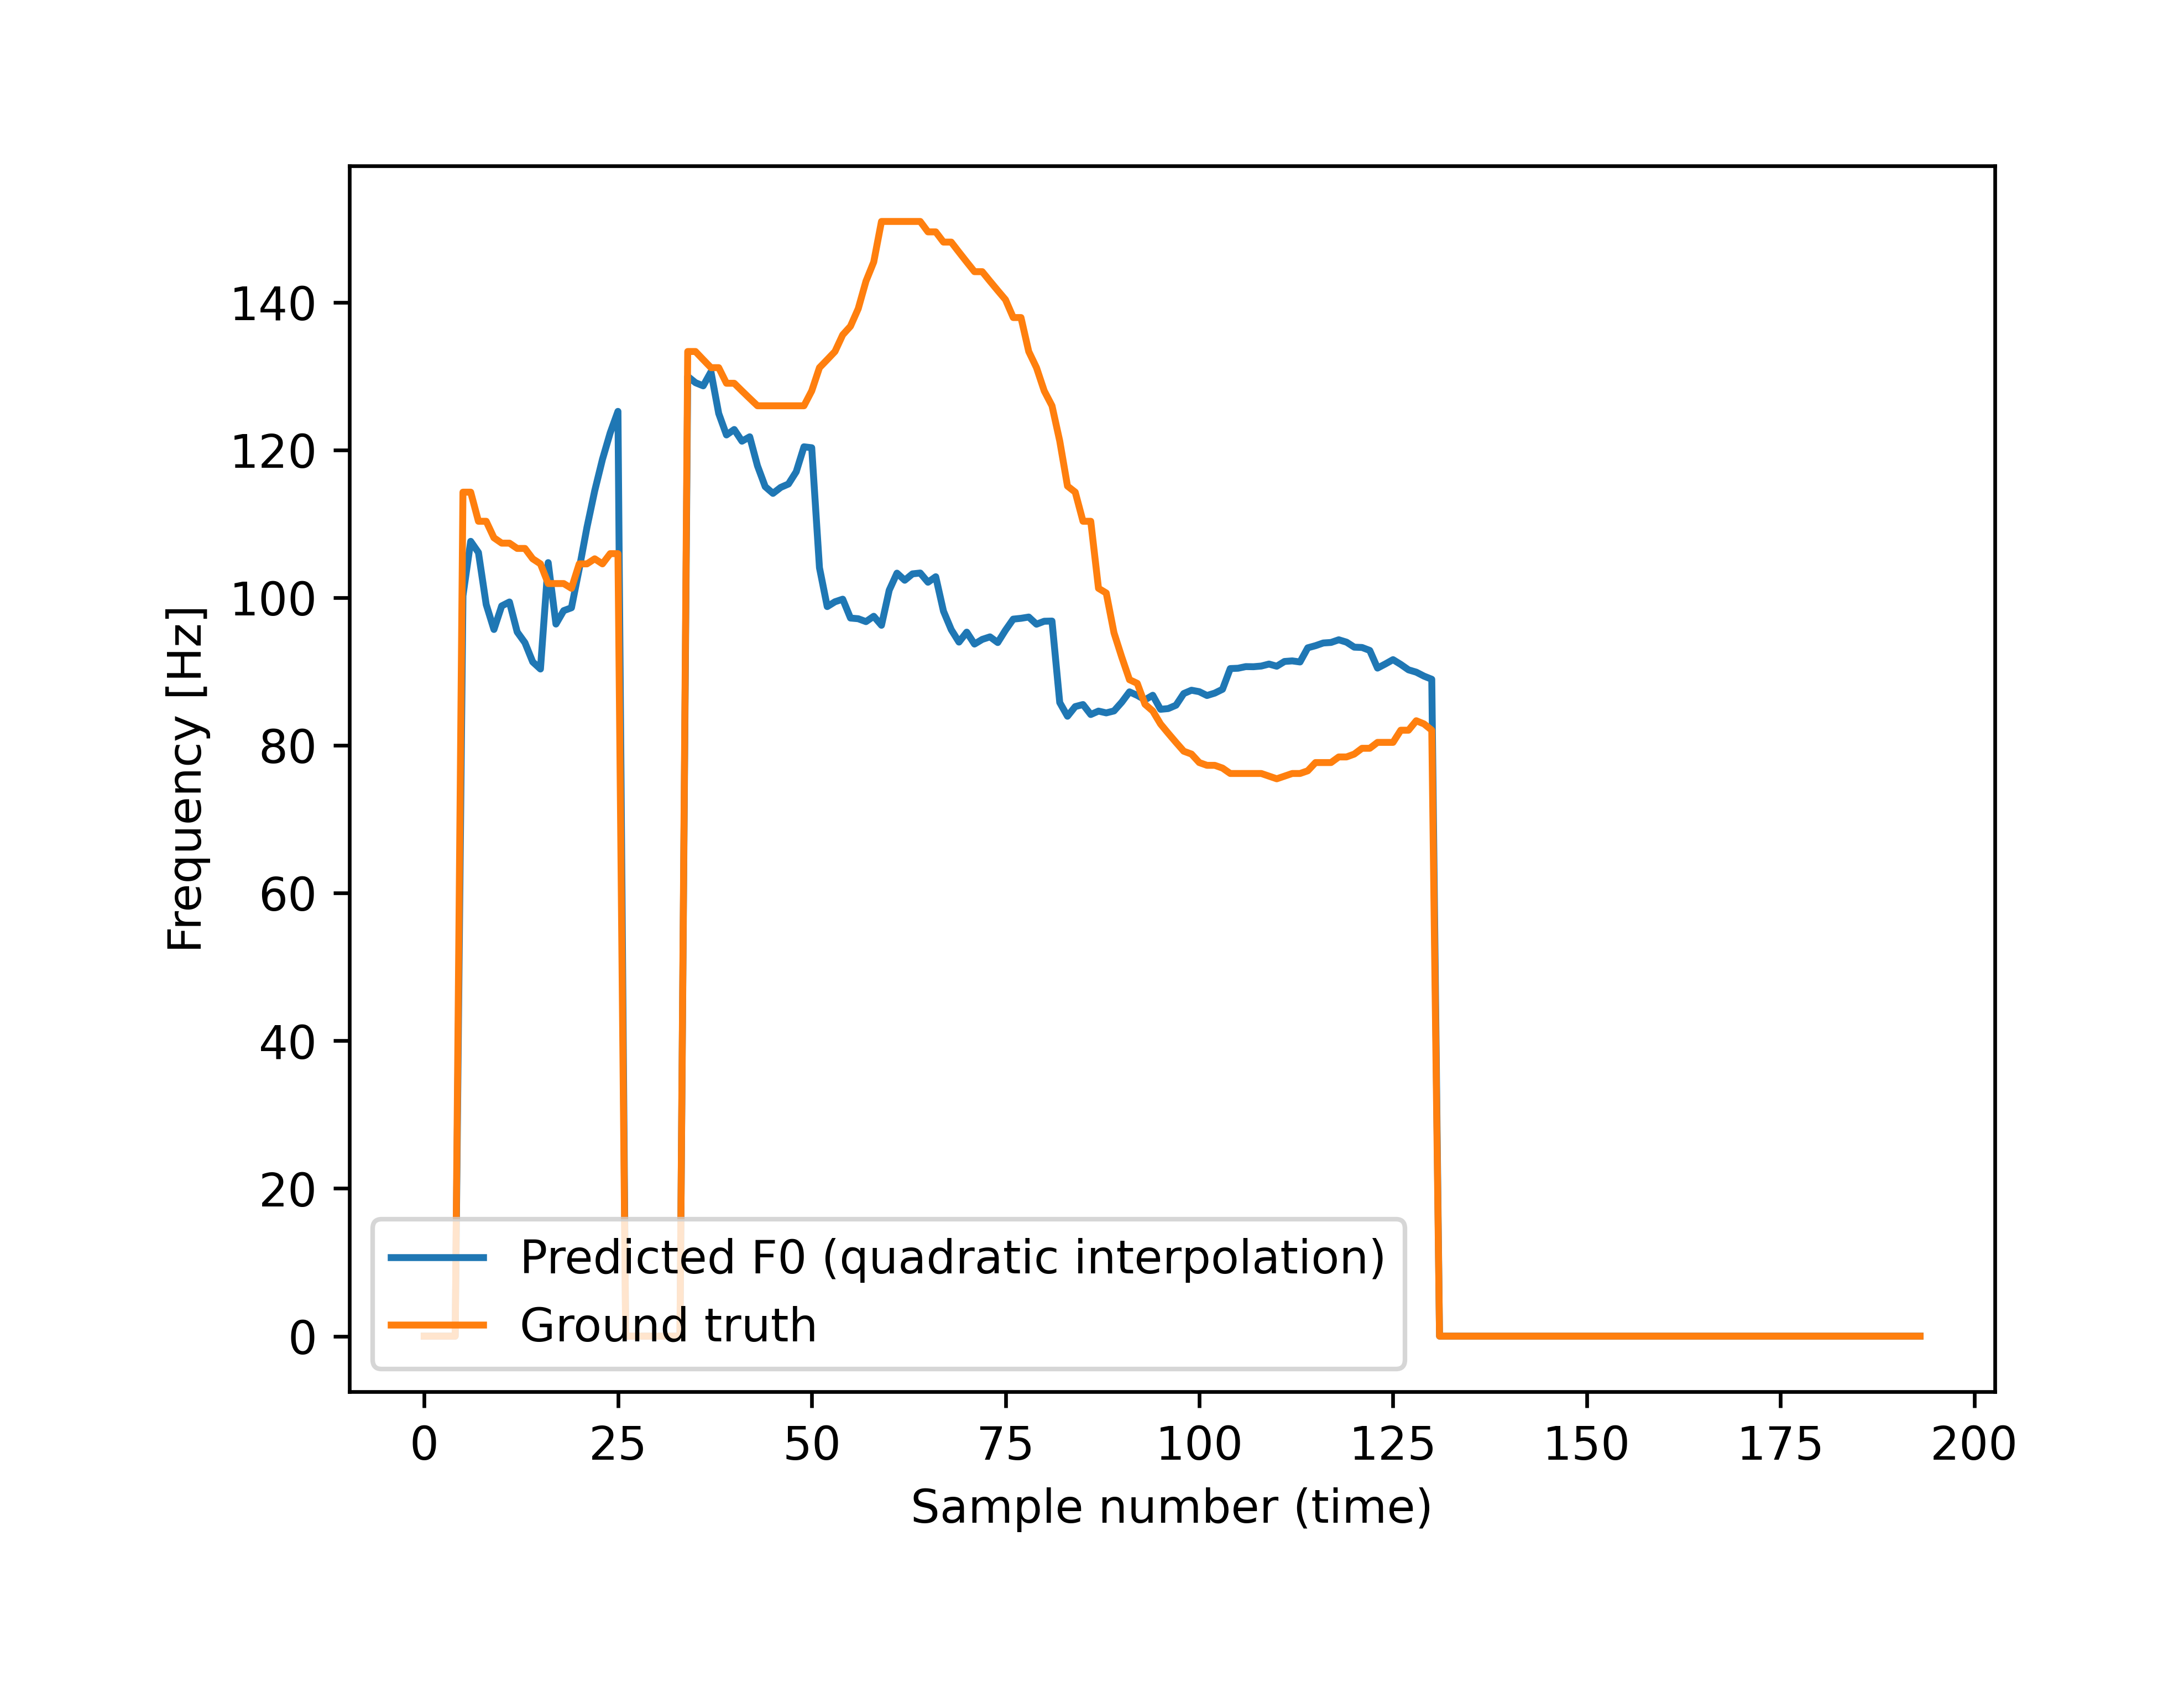 140
120
100
80
60
40
20
0
Frequency [Hz]
Predicted F0 (quadratic interpolation)
Ground truth
0 25 50 75 100 125 150 175 200
Sample number (time)